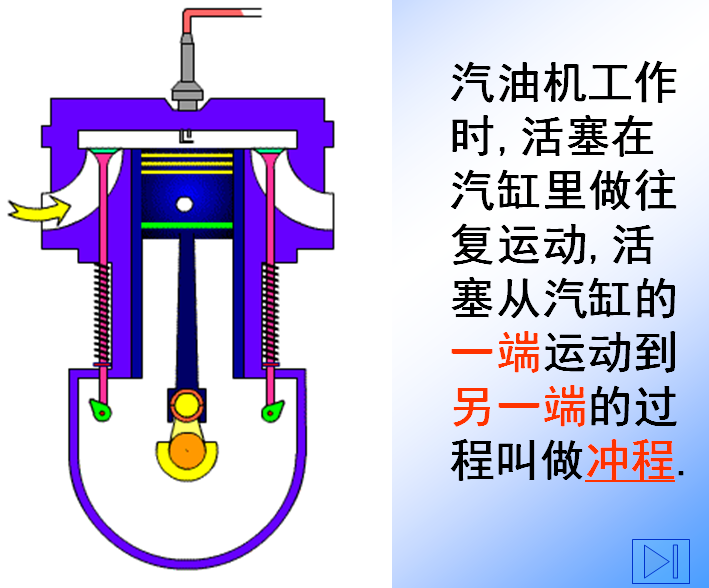 汽油机工作
时,活塞在
汽缸里做往
复运动,活
塞从汽缸的
一端运动到
另一端的过
程叫做冲程.